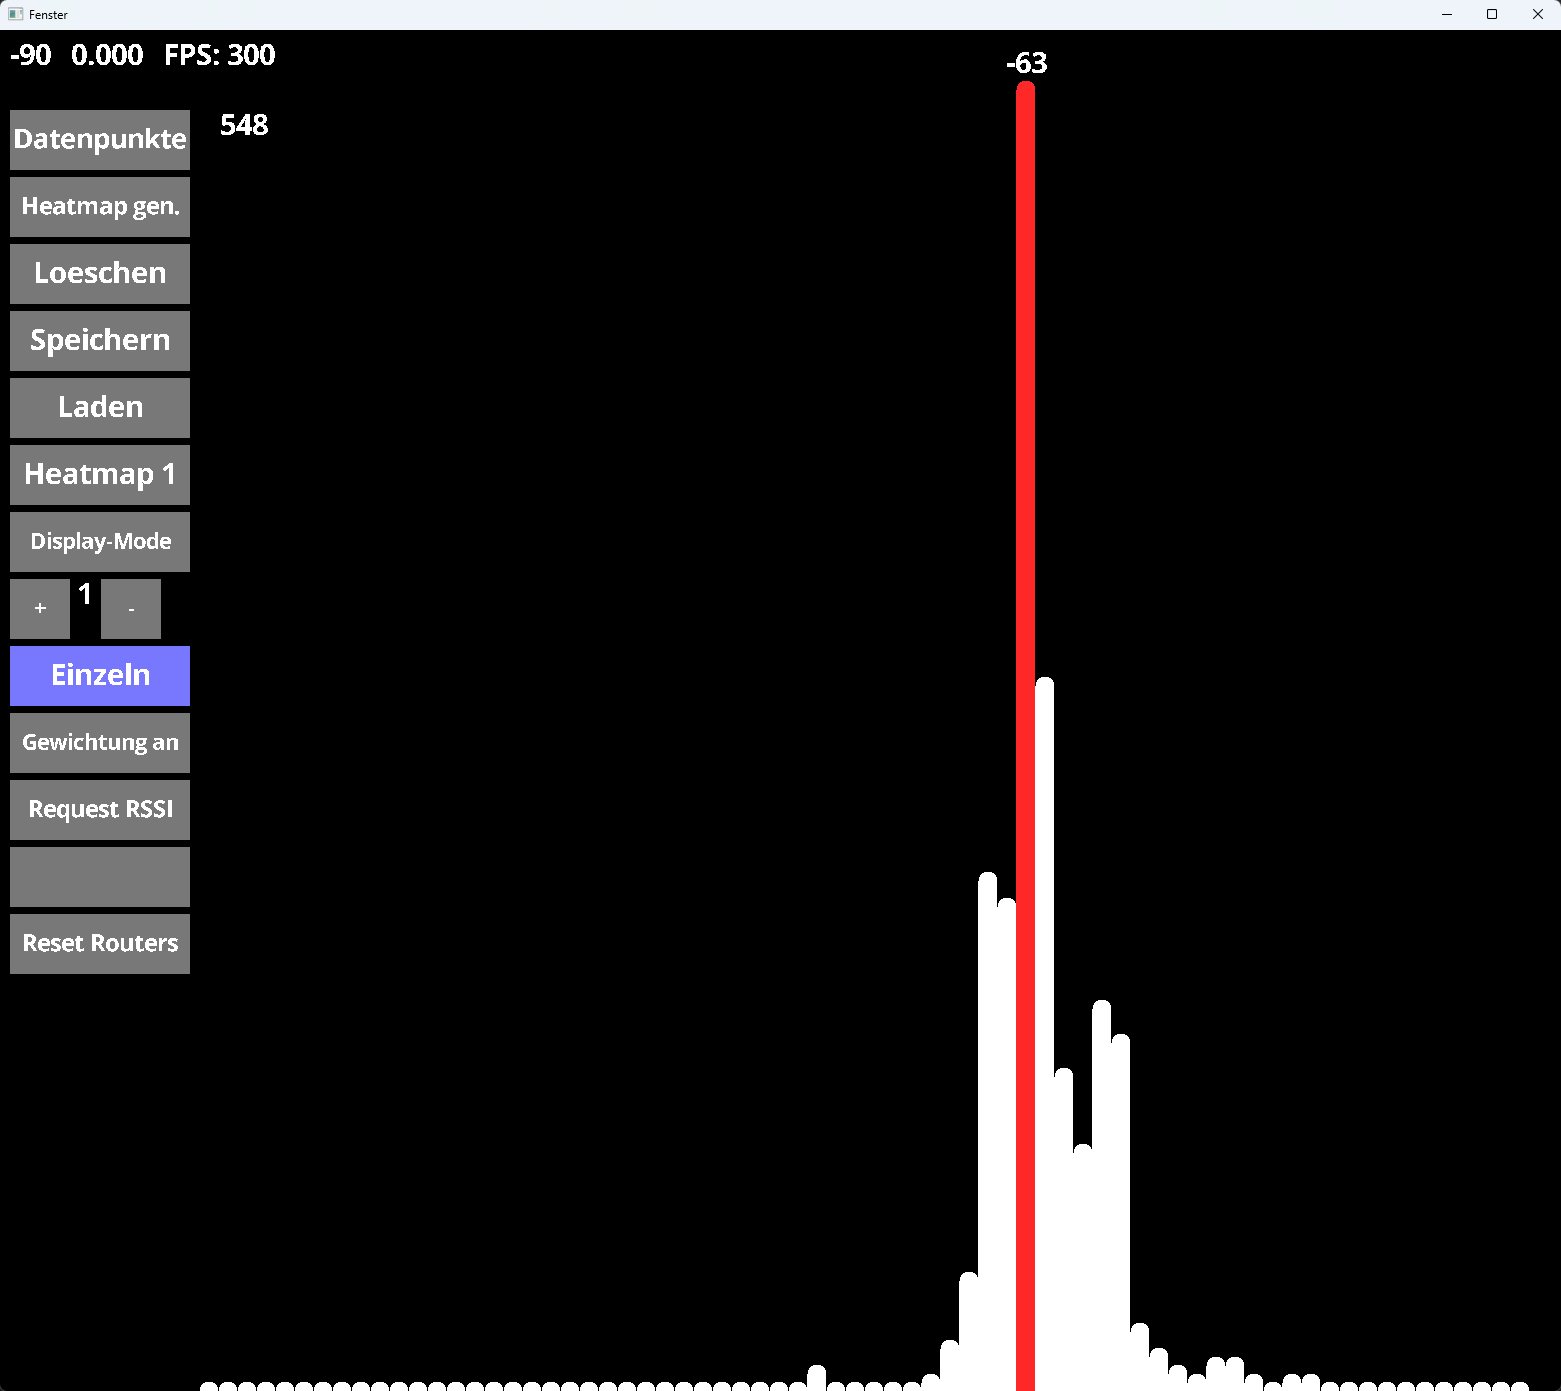 Fenster
-90 0.000 FPS: 300
-63
548
Datenpunkte
Heatmap gen.
Loeschen
Speichern
Laden
Heatmap 1
Display-Mode
+ 1 -
Einzeln
Gewichtung an
Request RSSI
Reset Routers